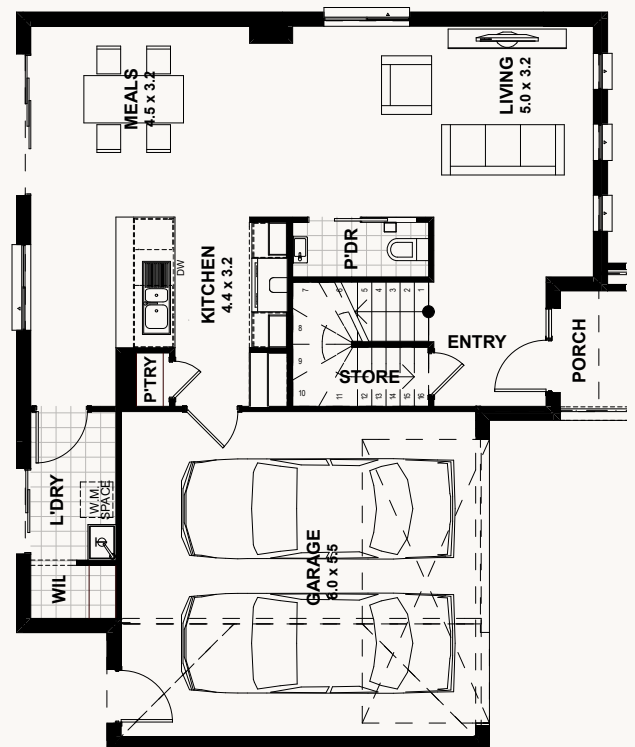 MEALS
4.5 x 3.2
LIVING
5.0 x 3.2
P'DR
KITCHEN
4.4 x 3.2
DW
7
6
5
4
3
2
1
8
9
10
11
12
13
14
15
16
ENTRY
PORCH
STORE
P'TRY
L'DRY
W.M.
SPACE
WIL
GARAGE
6.0 x 5.5